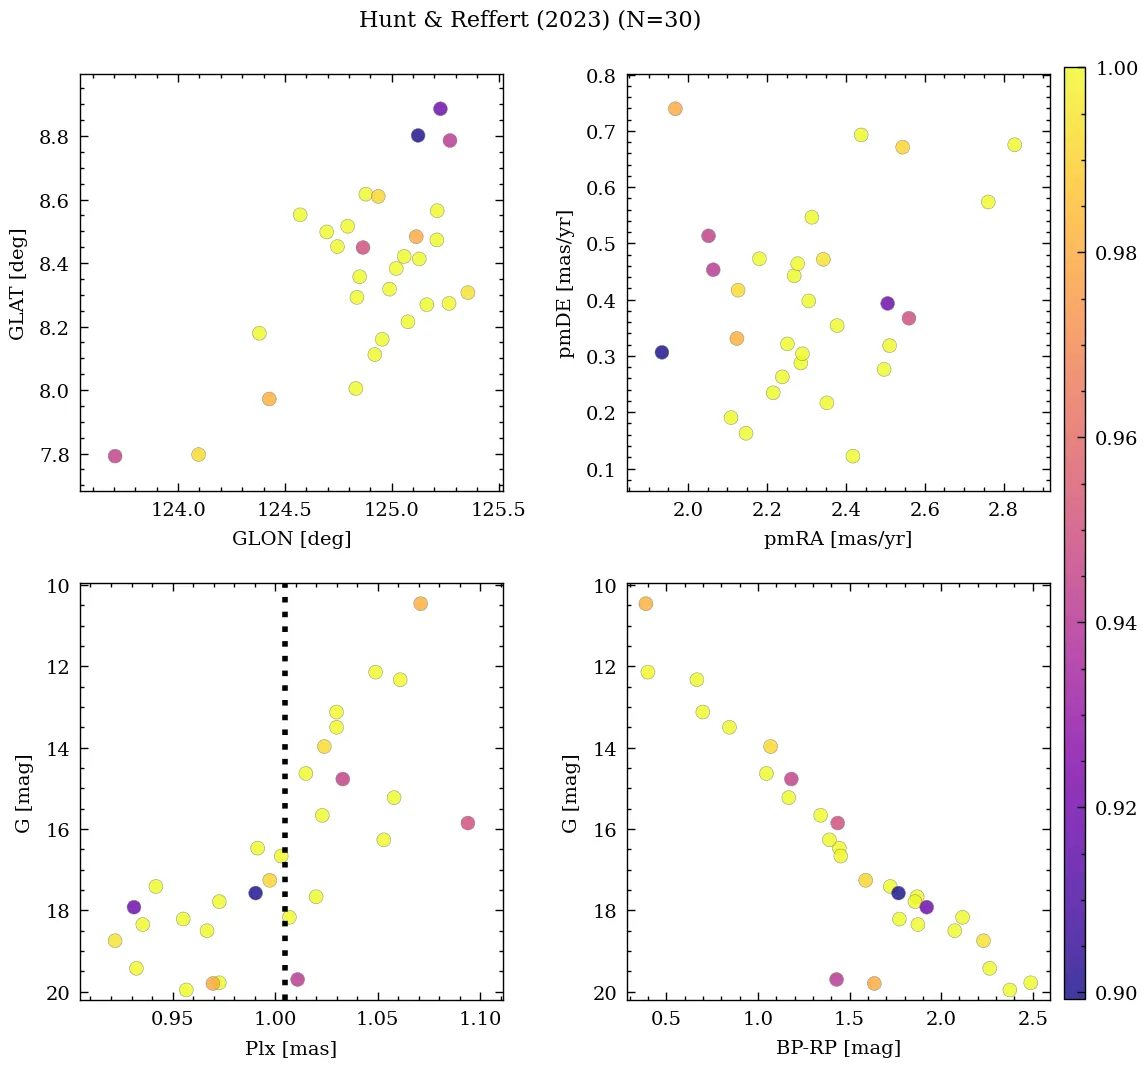 Hunt & Reffert (2023) (N=30)
8.8
8.6
8.4
8.2
8.0
7.8
GLAT [deg]
124.0 124.5 125.0 125.5
GLON [deg]
0.8
0.7
0.6
0.5
0.4
0.3
0.2
0.1
pmDE [mas/yr]
2.0 2.2 2.4 2.6 2.8
pmRA [mas/yr]
10
12
14
16
18
20
G [mag]
0.95 1.00 1.05 1.10
Plx [mas]
10
12
14
16
18
20
G [mag]
0.5 1.0 1.5 2.0 2.5
BP-RP [mag]
1.00
0.98
0.96
0.94
0.92
0.90